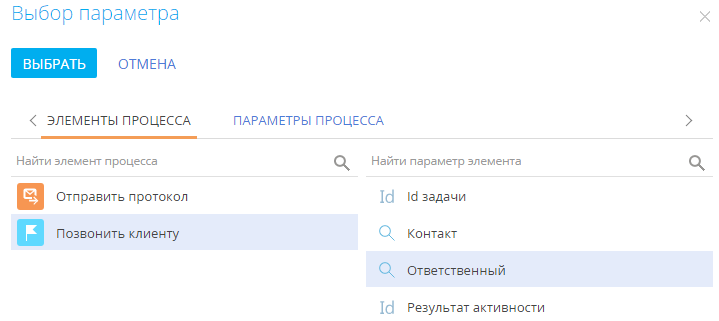 Выбор параметра
ВЫБРАТЬ ОТМЕНА
ЭЛЕМЕНТЫ ПРОЦЕССА ПАРАМЕТРЫ ПРОЦЕССА
Найти элемент процесса
Отправить протокол
Позвонить клиенту
Найти параметр элемента
Id Id задачи
Контакт
Ответственный
Id Результат активности